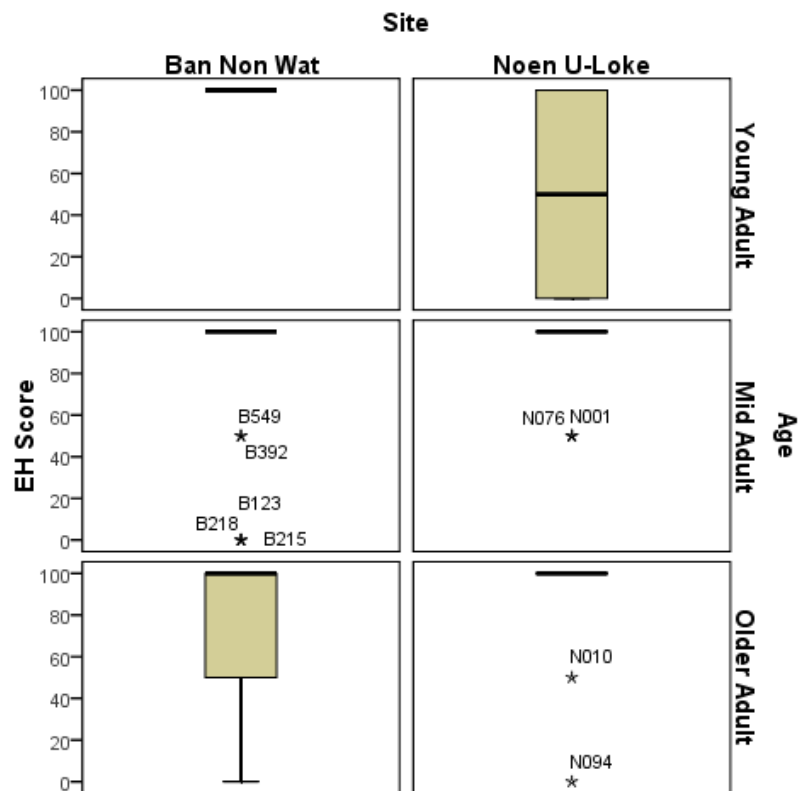 Site
Ban Non Wat
Noen U-Loke
100
80
60
40
20
0
Young Adult
100
80
60
40
20
0
B549
B392
B123
B218
B215
N076 N001
Mid Adult
EH Score
Age
100
80
60
40
20
0
N010
N094
Older Adult